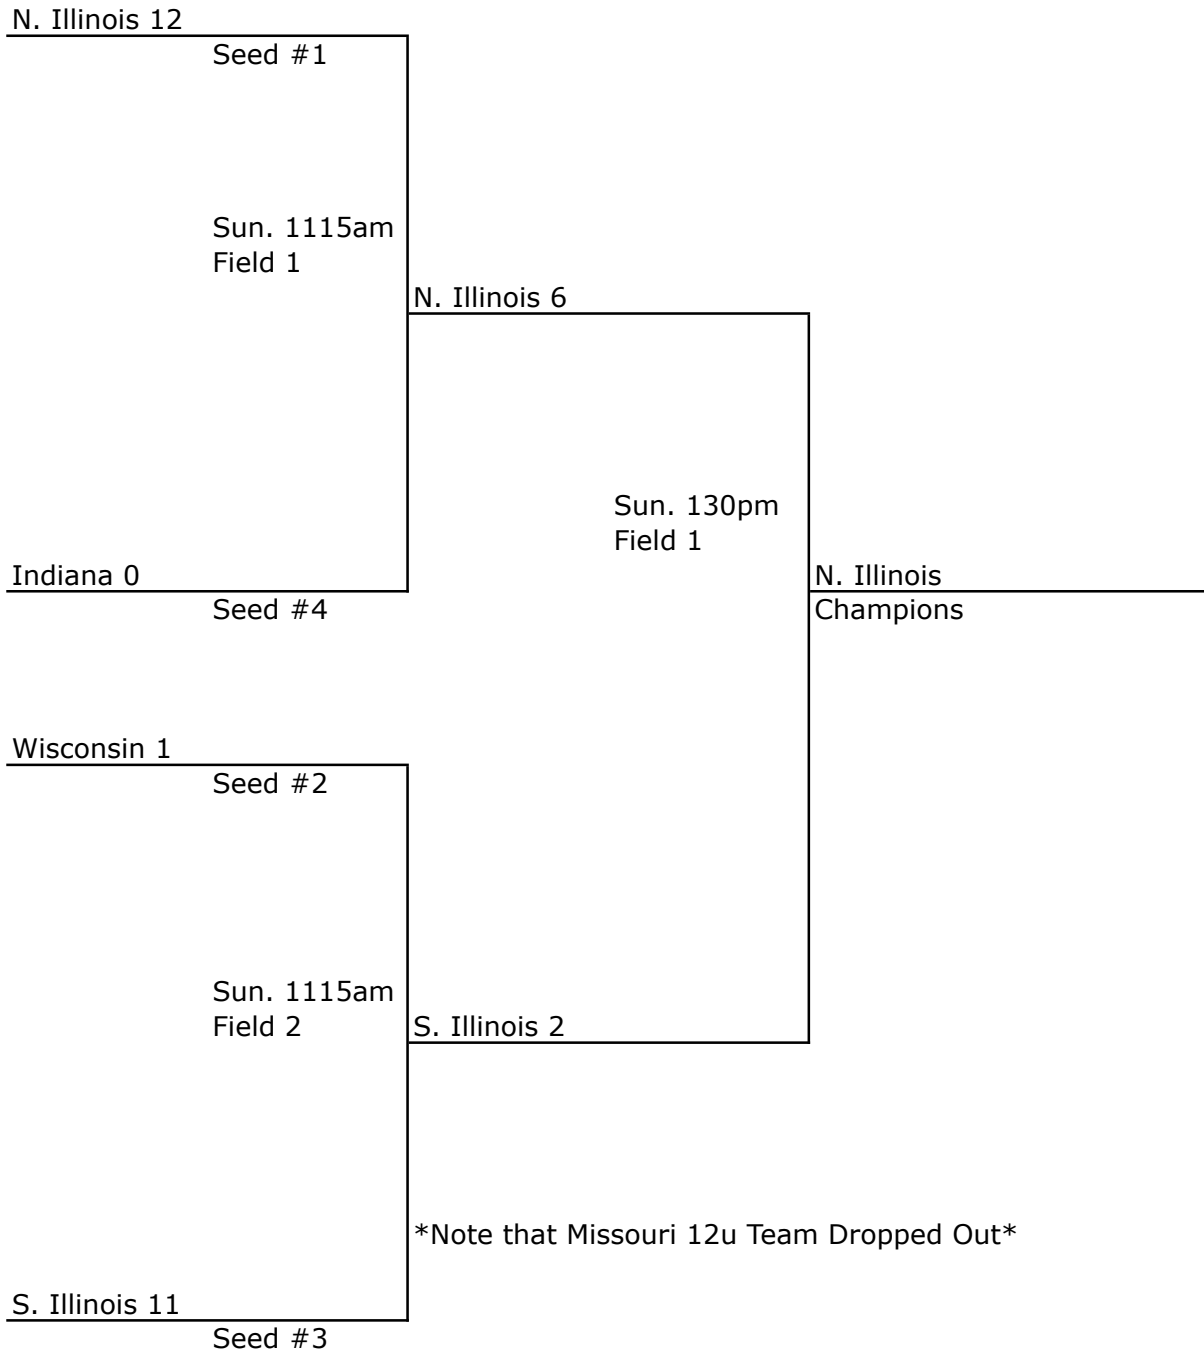 N. Illinois 12
Seed #1
Sun. 1115am
Field 1
N. Illinois 6
Sun. 130pm
Field 1
Indiana 0
Seed #4
N. Illinois
Champions
Wisconsin 1
Seed #2
Sun. 1115am
Field 2
S. Illinois 2
*Note that Missouri 12u Team Dropped Out*
S. Illinois 11
Seed #3